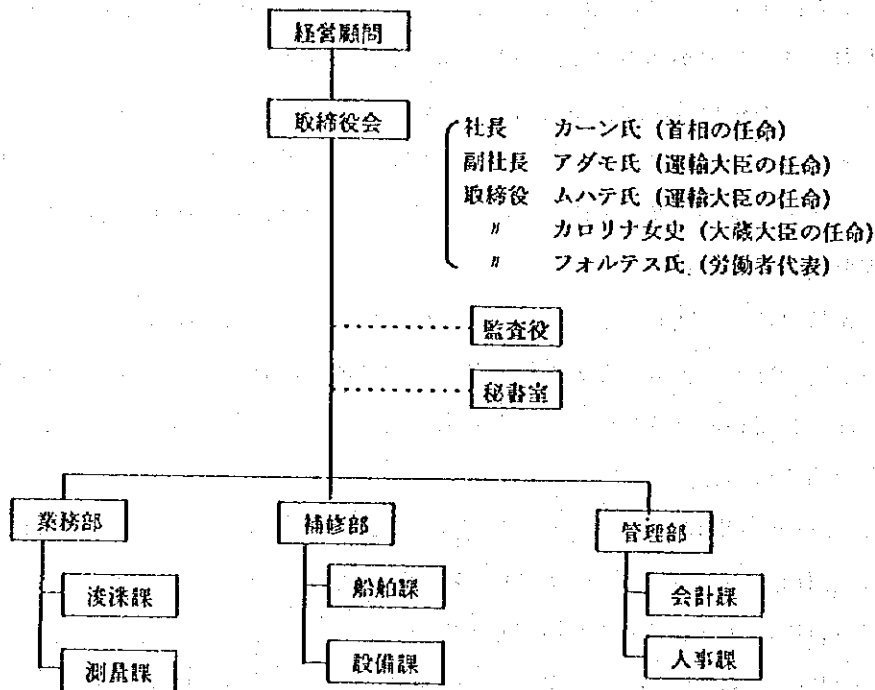 経営顧問
取締役会
社長 カーン氏 (首相の任命)
副社長 アダモ氏 (運輸大臣の任命)
取締役 ムハテ氏 (運輸大臣の任命)
〃 カロリナ女史 (大蔵大臣の任命)
〃 フォルテス氏 (労働者代表)
監査役
秘書室
業務部 補修部 管理部
浚渫課 船舶課 会計課
測量課 設備課 人事課